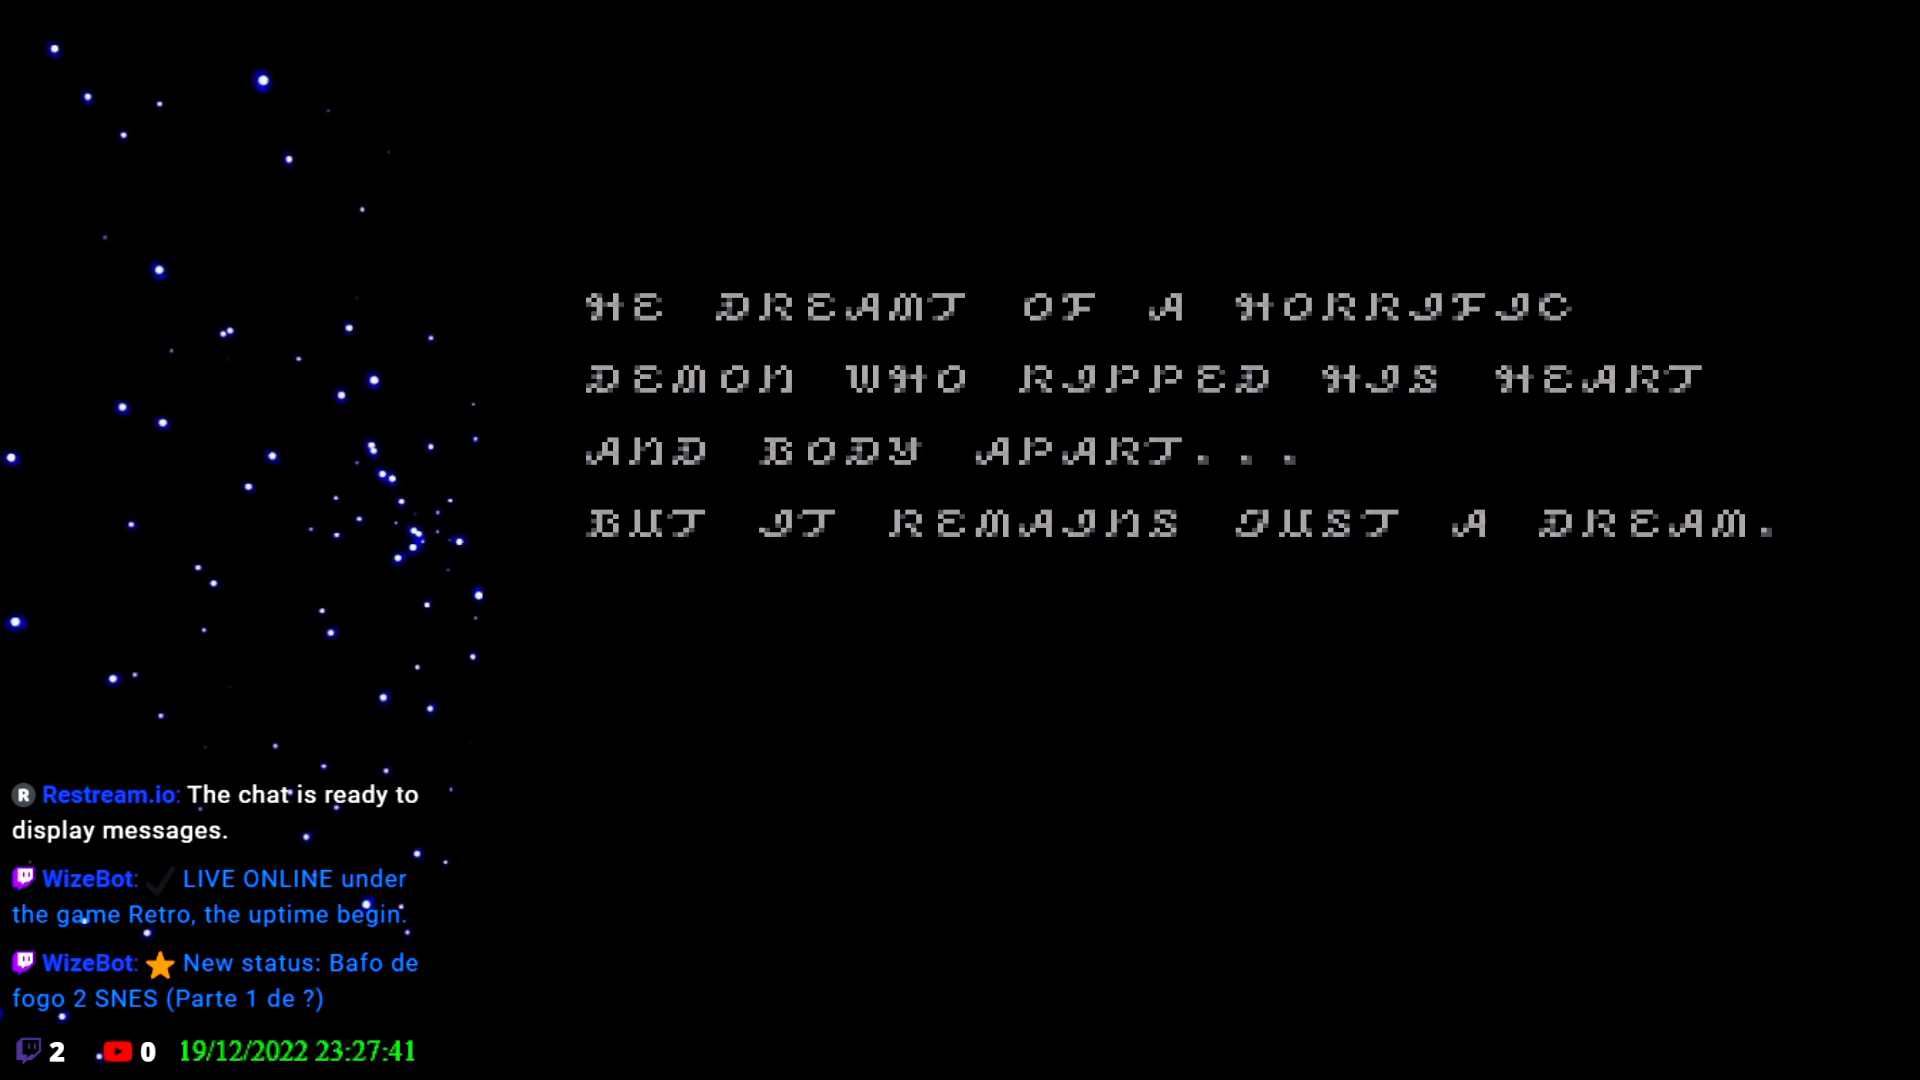 HE DREAMT OF A HORRIFIC
DEMON WHO RIPPED HIS HEART
AND BODY APART...
BUT IT REMAINS JUST A DREAM.
Restream.io: The chat is ready to
display messages.
WizeBot: ✔ LIVE ONLINE under
the game Retro, the uptime begin.
WizeBot: ⭐ New status: Bafo de
fogo 2 SNES (Parte 1 de ?)
2 0 19/12/2022 23:27:41